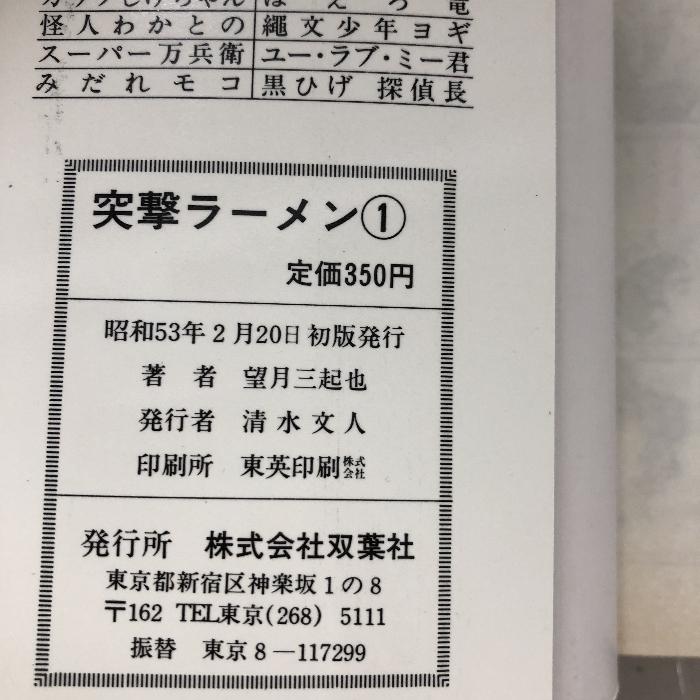 怪人わかとの 縄文少年ヨギ
スーパー万兵衛 ユー・ラブ・ミー君
みだれモコ 黒ひげ探偵長
突撃ラーメン①
定価350円
昭和53年2月20日初版発行
著者 望月三起也
発行者 清水文人
印刷所 東英印刷株式会社
発行所 株式会社双葉社
東京都新宿区神楽坂1の8
〒162 TEL東京(268) 5111
振替 東京8-117299